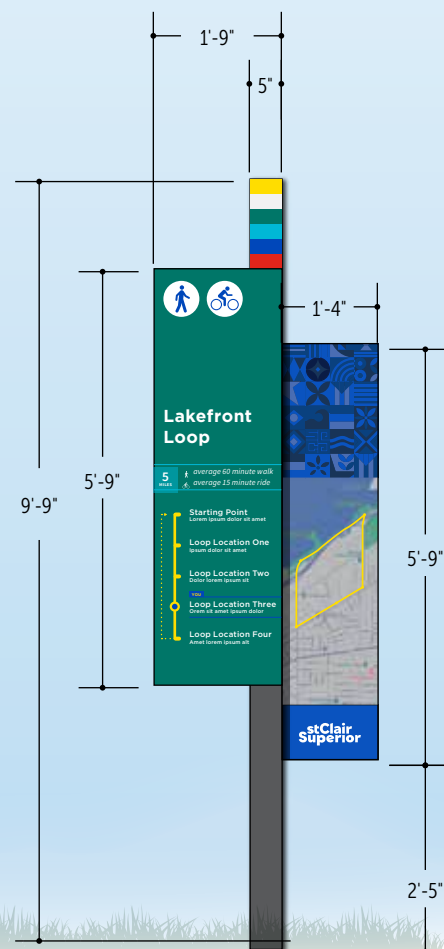 1'-9"
5"
1'-4"
9'-9"
5'-9"
Lakefront
Loop
5
MILES
average 60 minute walk
average 15 minute ride
Starting Point
Lorem ipsum dolor sit amet
Loop Location One
Ipsum dolor sit amet
Loop Location Two
Dolor lorem ipsum sit
YOU
Loop Location Three
Orem sit amet ipsum dolor
Loop Location Four
Amet lorem ipsum alt
5'-9"
stClair
Superior
2'-5"